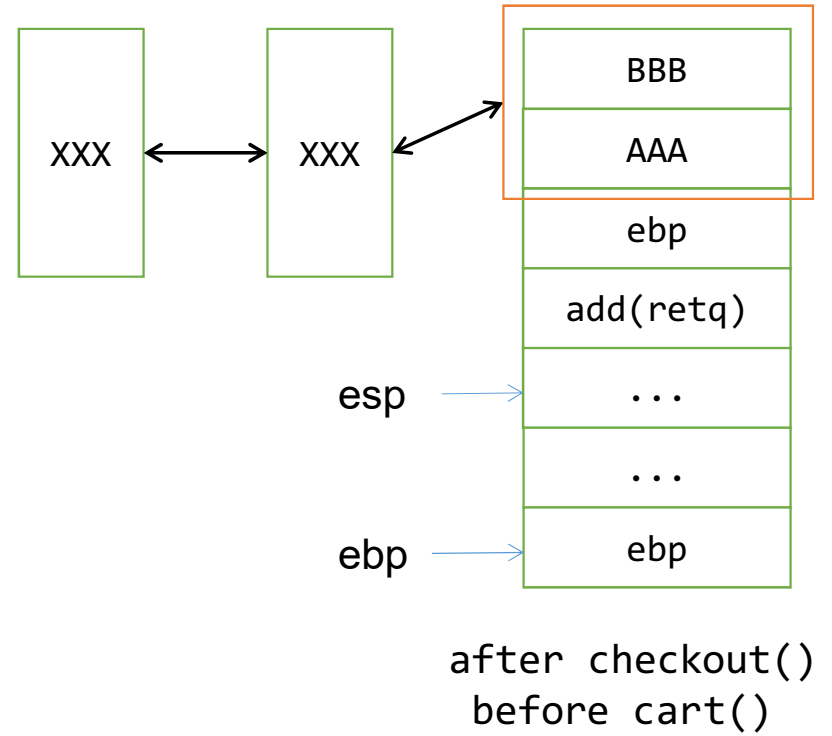 BBB
XXX
XXX
AAA
ebp
add(retq)
esp
...
...
ebp
ebp
after checkout()
before cart()